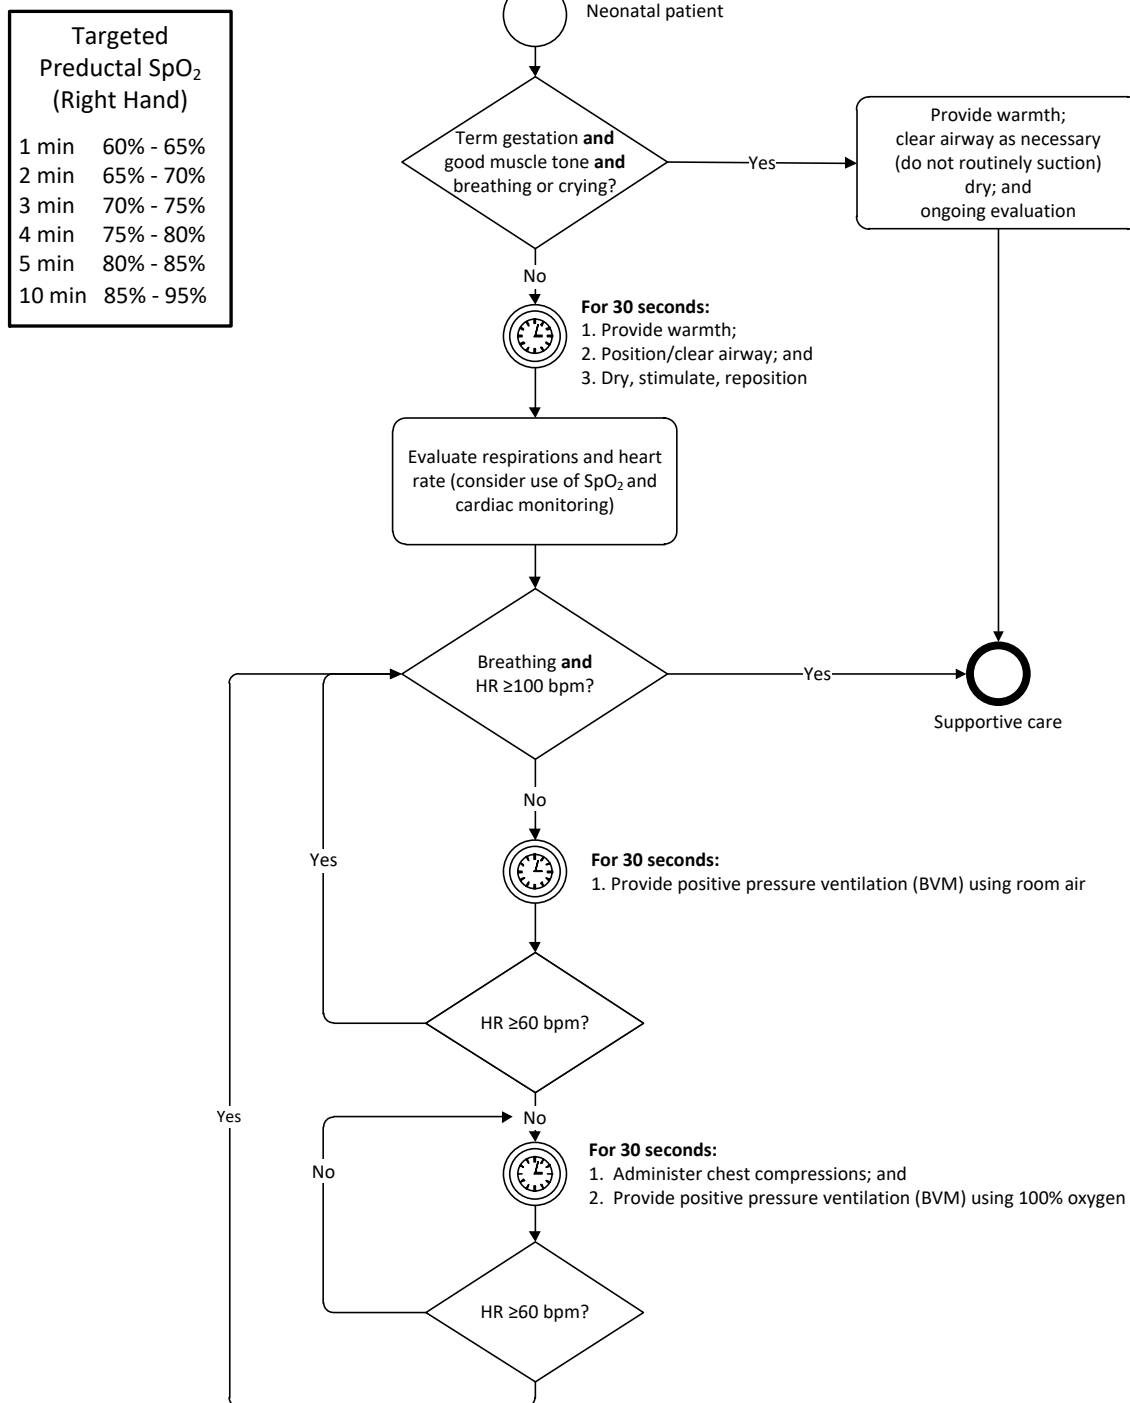 Targeted
Preductal SpO₂
(Right Hand)
1 min 60% - 65%
2 min 65% - 70%
3 min 70% - 75%
4 min 75% - 80%
5 min 80% - 85%
10 min 85% - 95%
Neonatal patient
Term gestation and
good muscle tone and
breathing or crying?
Yes
Provide warmth;
clear airway as necessary
(do not routinely suction)
dry; and
ongoing evaluation
No
For 30 seconds:
1. Provide warmth;
2. Position/clear airway; and
3. Dry, stimulate, reposition
Evaluate respirations and heart
rate (consider use of SpO₂ and
cardiac monitoring)
Breathing and
HR ≥100 bpm?
Yes
Supportive care
No
Yes
For 30 seconds:
1. Provide positive pressure ventilation (BVM) using room air
HR ≥60 bpm?
Yes
No
No
For 30 seconds:
1. Administer chest compressions; and
2. Provide positive pressure ventilation (BVM) using 100% oxygen
HR ≥60 bpm?